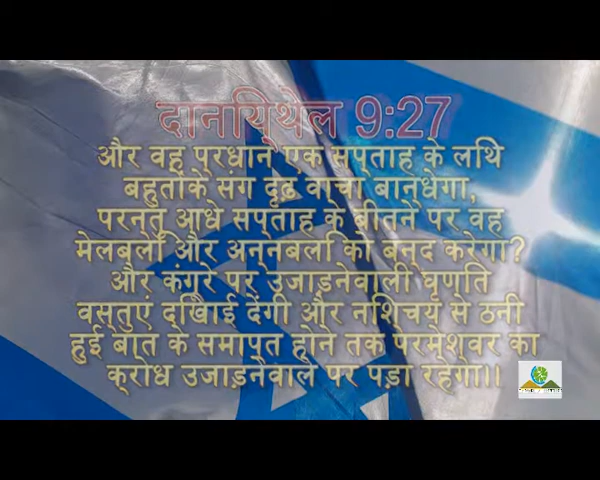 दानिय्येल 9:27
और वह प्रधान एक सप्ताह के लिथे
बहुतोंके संग दृढ़ वाचा बान्धेगा,
परन्तु आधे सप्ताह के बीतने पर वह
मेलबलि और अन्नबलि को बन्द करेगा?
और कंगूरे पर उजाड़नेवाली घृणित
वस्तुएं दिखाई देंगी और निश्चय से ठनी
हुई बात के समाप्त होने तक परमेश्वर का
क्रोध उजाड़नेवाले पर पड़ा रहेगा।।